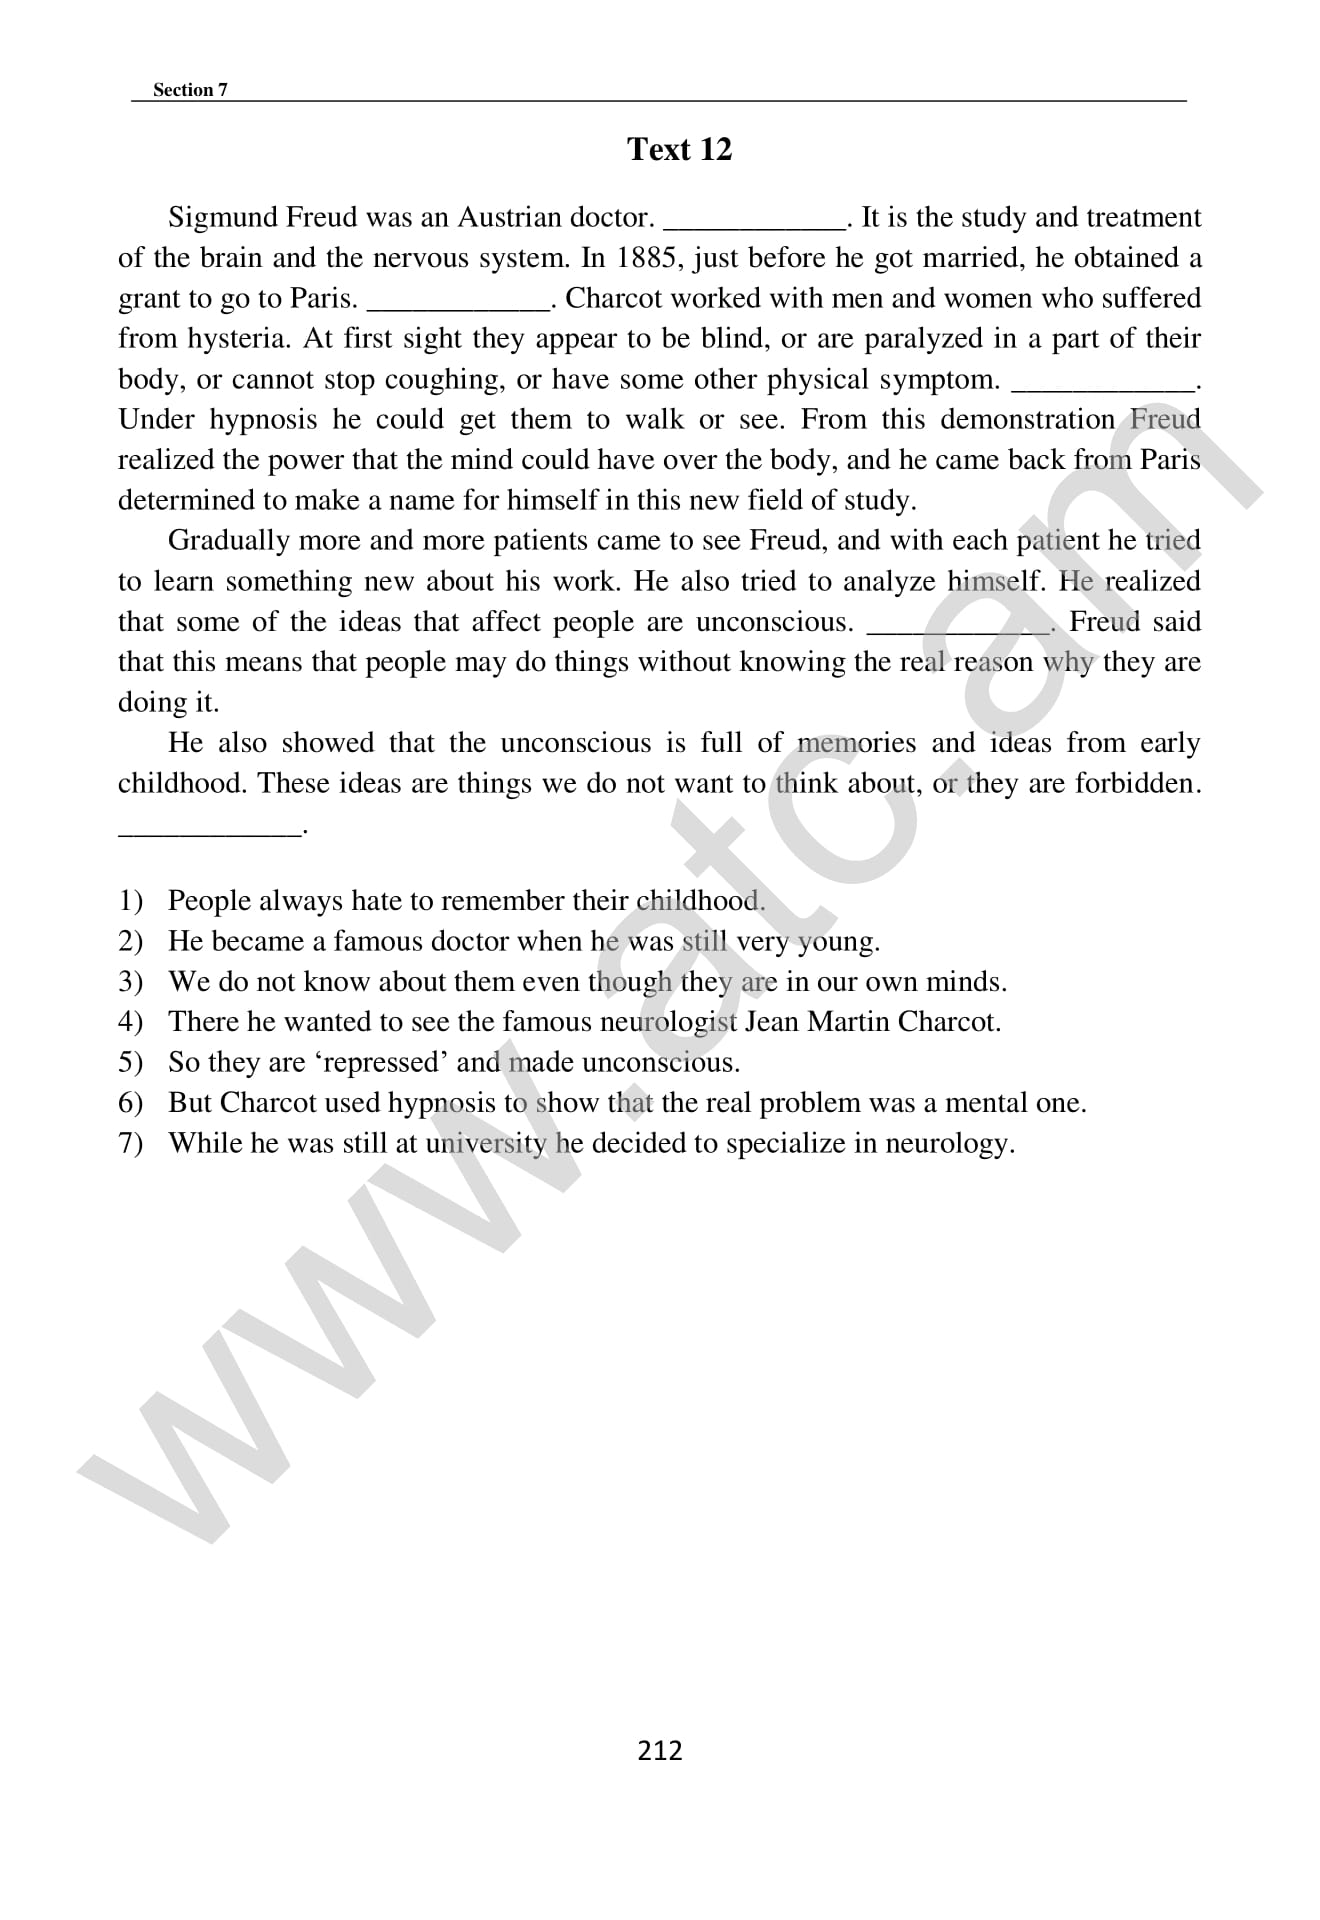 Section 7
Text 12
Sigmund Freud was an Austrian doctor. ____________. It is the study and treatment
of the brain and the nervous system. In 1885, just before he got married, he obtained a
grant to go to Paris. ____________. Charcot worked with men and women who suffered
from hysteria. At first sight they appear to be blind, or are paralyzed in a part of their
body, or cannot stop coughing, or have some other physical symptom. ____________.
Under hypnosis he could get them to walk or see. From this demonstration Freud
realized the power that the mind could have over the body, and he came back from Paris
determined to make a name for himself in this new field of study.
Gradually more and more patients came to see Freud, and with each patient he tried
to learn something new about his work. He also tried to analyze himself. He realized
that some of the ideas that affect people are unconscious. ____________. Freud said
that this means that people may do things without knowing the real reason why they are
doing it.
He also showed that the unconscious is full of memories and ideas from early
childhood. These ideas are things we do not want to think about, or they are forbidden.
____________.
1) People always hate to remember their childhood.
2) He became a famous doctor when he was still very young.
3) We do not know about them even though they are in our own minds.
4) There he wanted to see the famous neurologist Jean Martin Charcot.
5) So they are ‘repressed’ and made unconscious.
6) But Charcot used hypnosis to show that the real problem was a mental one.
7) While he was still at university he decided to specialize in neurology.
www.atc.am
212